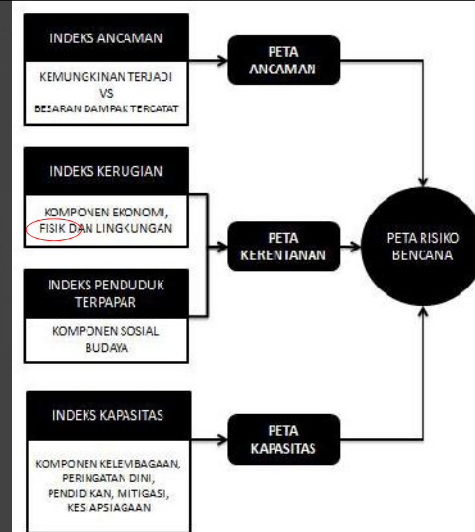 INDEKS ANCAMAN
KEMUNGKINAN TERJADI
VS
BESARAN DAMPAK TERCATAT
PETA
ANCAMAN
INDEKS KERUGIAN
KOMPONEN EKONOMI,
FISIK DAN LINGKUNGAN
INDEKS PENDUDUK
TERPAPAR
KOMPONEN SOSIAL
BUDAYA
PETA
KERENTANAN
PETA RISIKO
BENCANA
INDEKS KAPASITAS
KOMPONEN KELEMBAGAAN,
PERINGATAN DINI,
PENDIDIKAN, MITIGASI,
KESIAPSIAGAAN
PETA
KAPASITAS